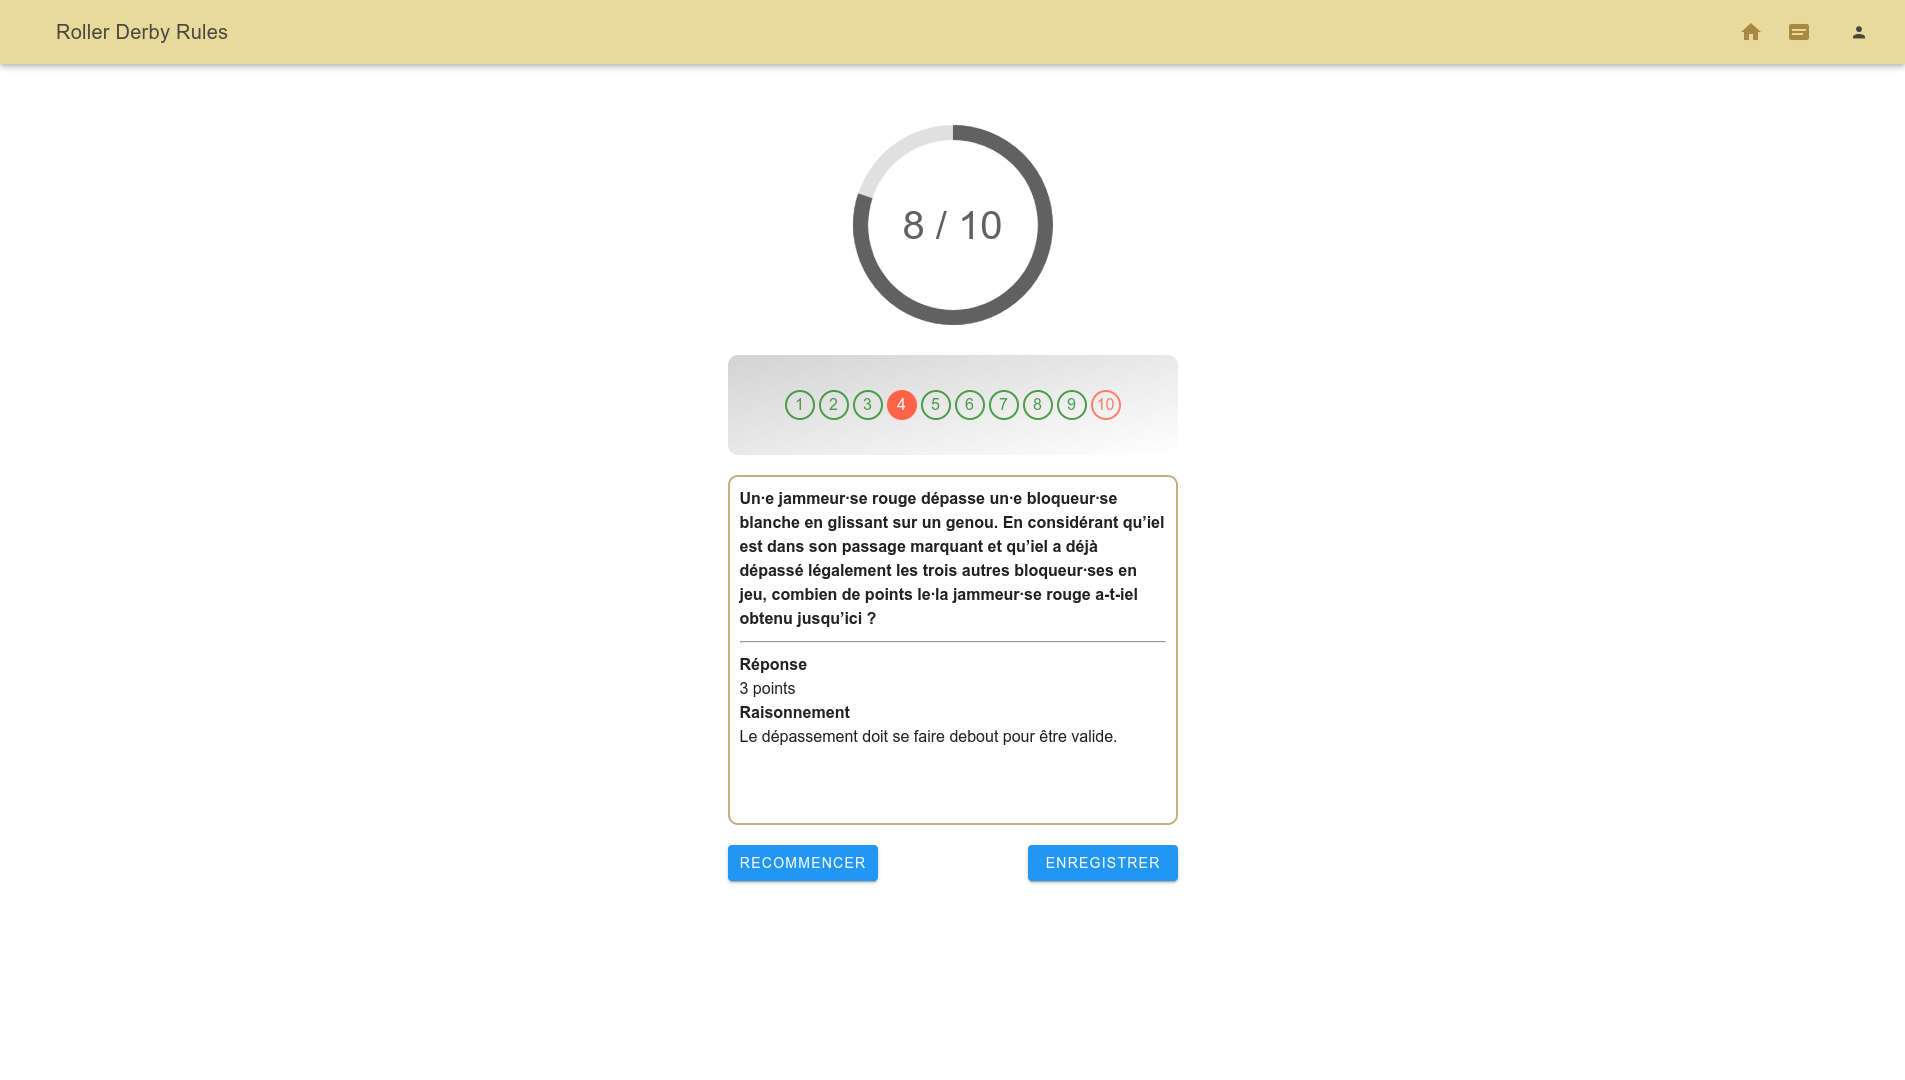 Roller Derby Rules
8 / 10
1 2 3 4 5 6 7 8 9 10
Un·e jammeur·se rouge dépasse un·e bloqueur·se
blanche en glissant sur un genou. En considérant qu’iel
est dans son passage marquant et qu’iel a déjà
dépassé légalement les trois autres bloqueur·ses en
jeu, combien de points le·la jammeur·se rouge a-t-iel
obtenu jusqu’ici ?
Réponse
3 points
Raisonnement
Le dépassement doit se faire debout pour être valide.
RECOMMENCER
ENREGISTRER